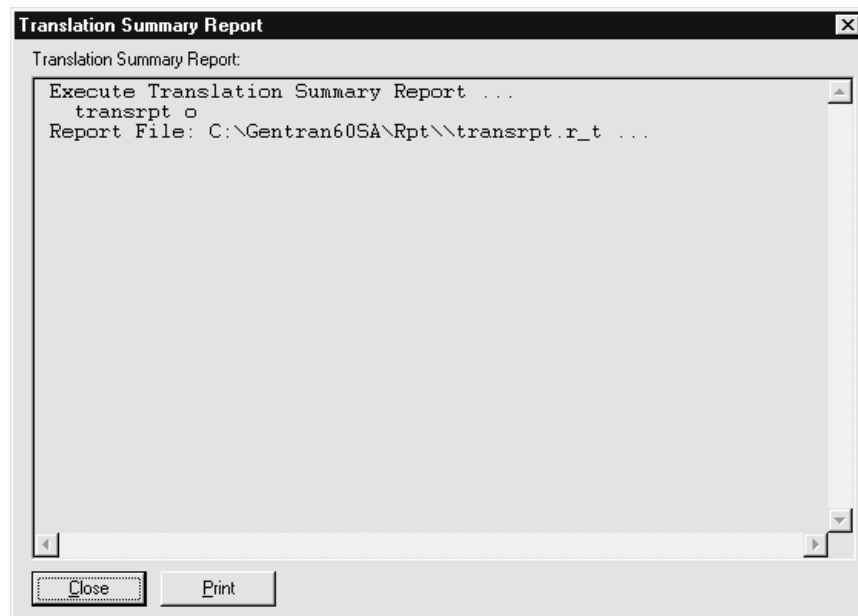 Translation Summary Report
Translation Summary Report:
Execute Translation Summary Report ...
transrpt o
Report File: C:\Gentran60SA\Rpt\\transrpt.r_t ...
Close
Print